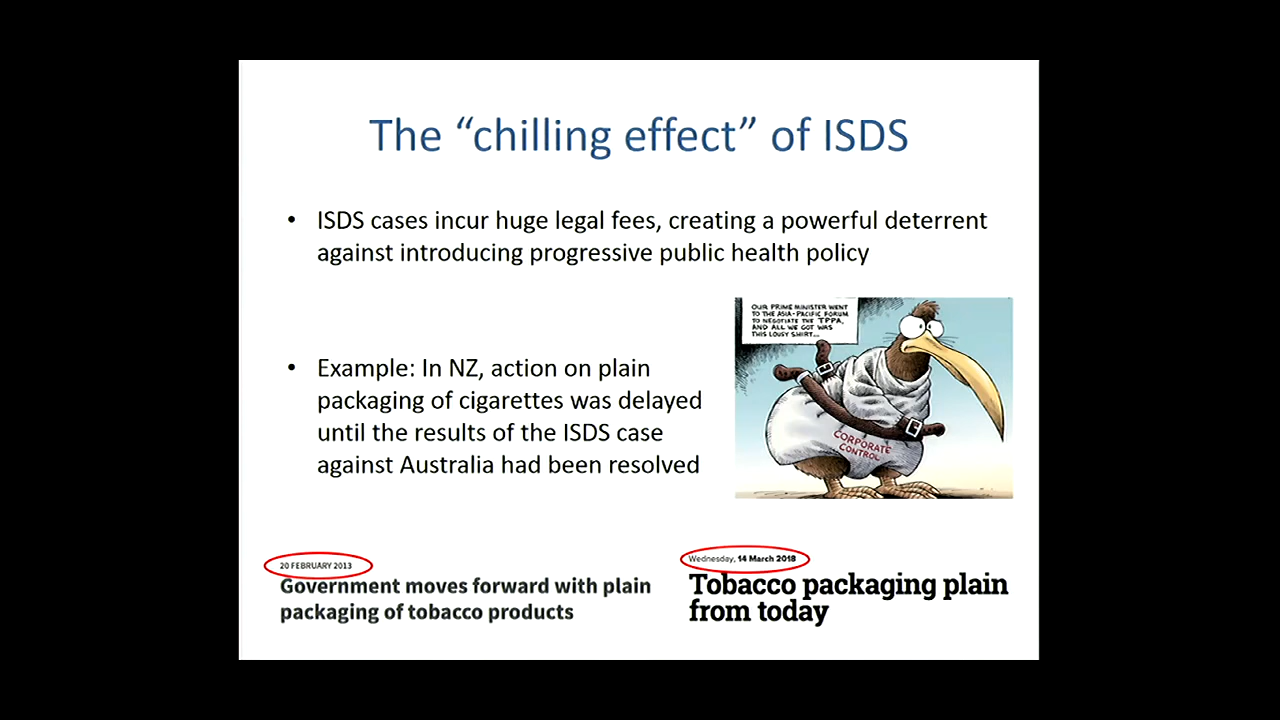 The “chilling effect” of ISDS
• ISDS cases incur huge legal fees, creating a powerful deterrent
against introducing progressive public health policy
OUR PRIME MINISTER WENT
TO THE ASIA-PACIFIC FORUM
TO NEGOTIATE THE TPPA,
AND ALL WE GOT WAS
THIS LOUSY SHIRT...
• Example: In NZ, action on plain
packaging of cigarettes was delayed
until the results of the ISDS case
against Australia had been resolved
CORPORATE
CONTROL
20 FEBRUARY 2013
Government moves forward with plain
packaging of tobacco products
Wednesday, 14 March 2018
Tobacco packaging plain
from today